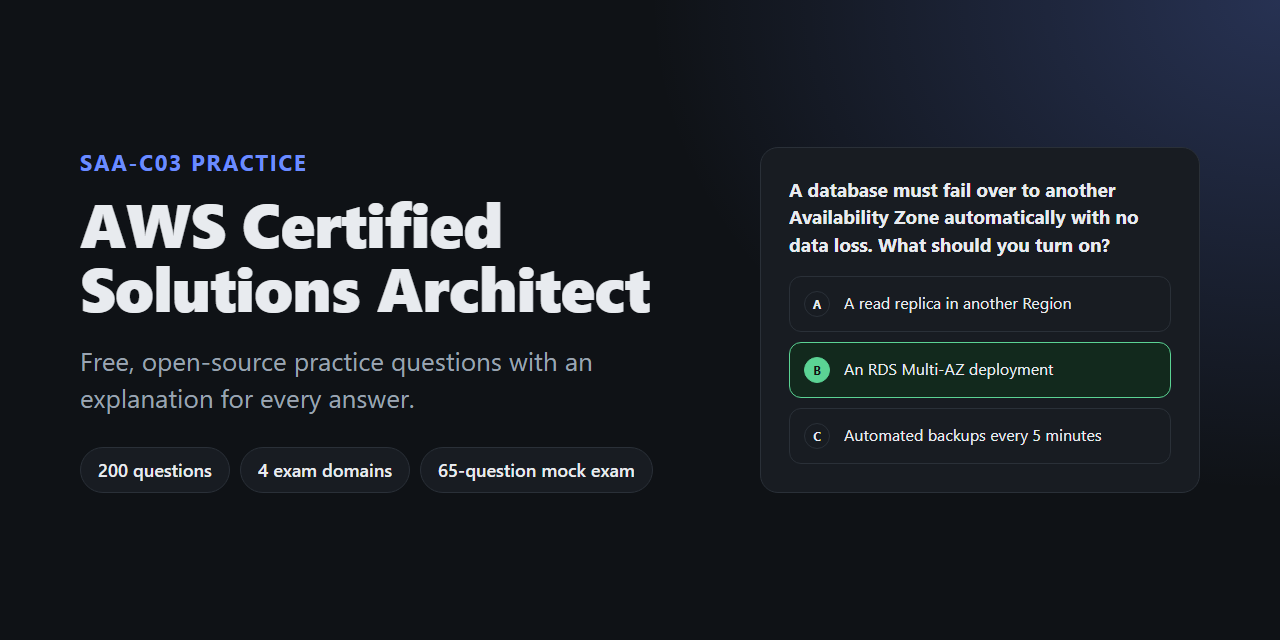 SAA-C03 PRACTICE
AWS Certified
Solutions Architect
Free, open-source practice questions with an
explanation for every answer.
200 questions
4 exam domains
65-question mock exam
A database must fail over to another
Availability Zone automatically with no
data loss. What should you turn on?
A A read replica in another Region
B An RDS Multi-AZ deployment
C Automated backups every 5 minutes